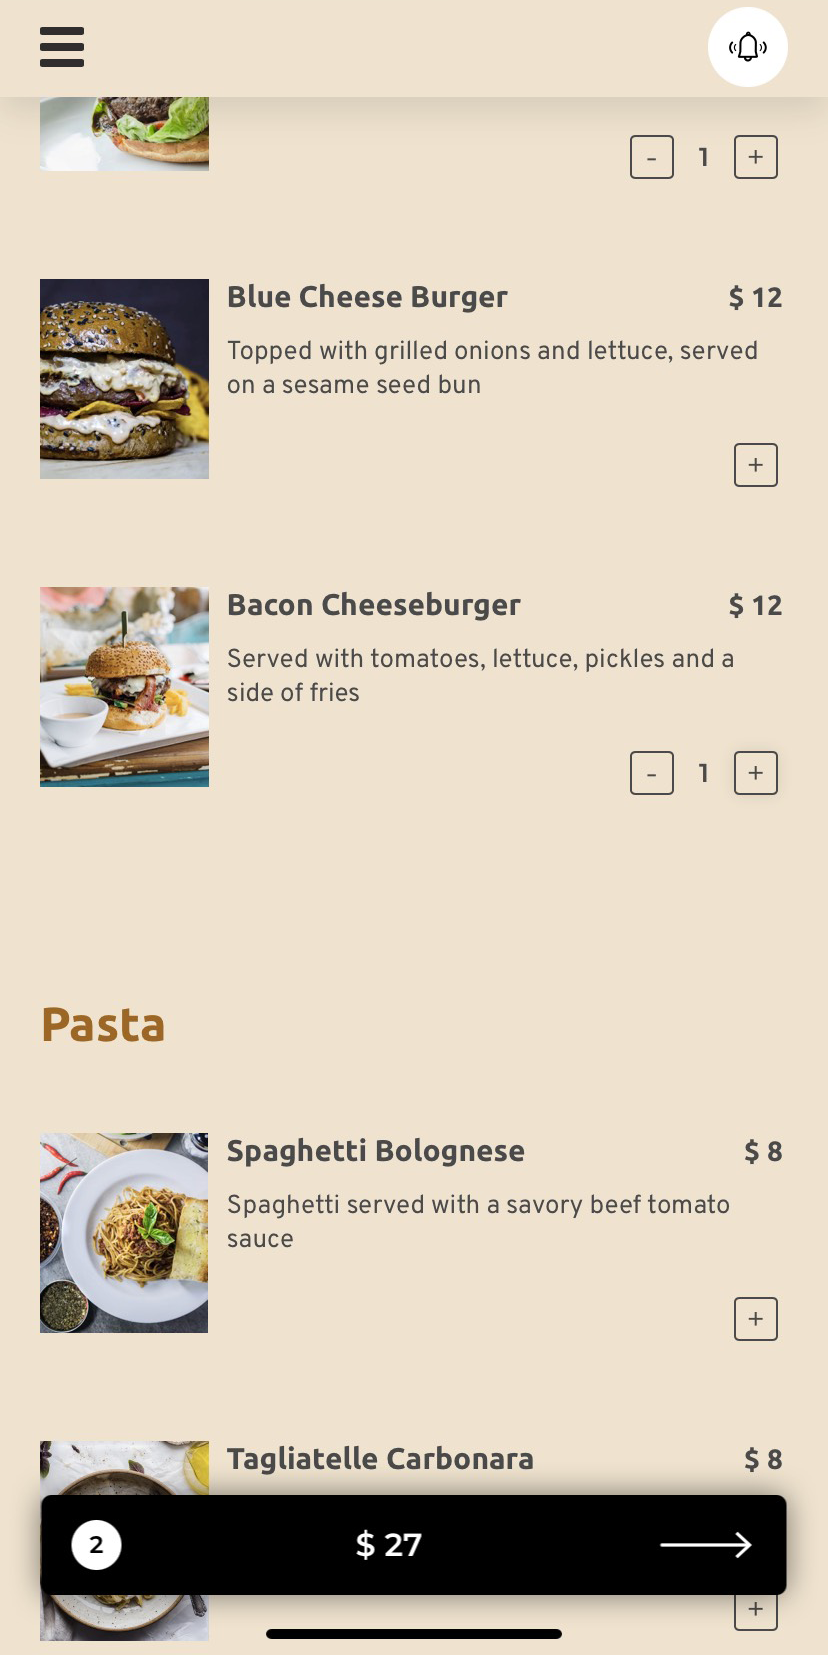 - 1 +
Blue Cheese Burger $ 12
Topped with grilled onions and lettuce, served
on a sesame seed bun
+
Bacon Cheeseburger $ 12
Served with tomatoes, lettuce, pickles and a
side of fries
- 1 +
Pasta
Spaghetti Bolognese $ 8
Spaghetti served with a savory beef tomato
sauce
+
Tagliatelle Carbonara $ 8
2 $ 27
+